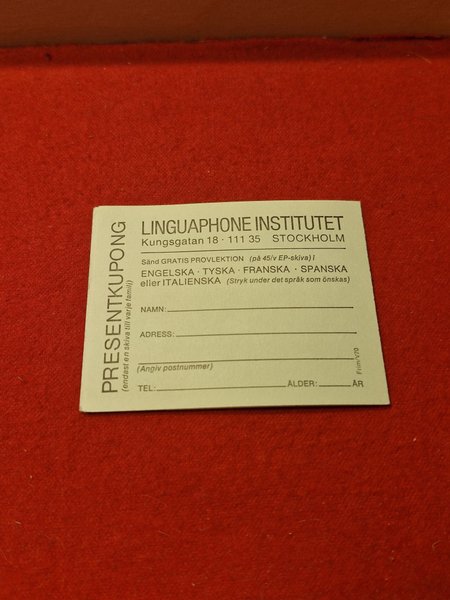 PRESENTKUPONG
(endast en skiva till varje familj)
LINGUAPHONE INSTITUTET
Kungsgatan 18 · 111 35 STOCKHOLM
Sänd GRATIS PROVLEKTION (på 45/v EP-skiva) i
ENGELSKA · TYSKA · FRANSKA · SPANSKA
eller ITALIENSKA (Stryk under det språk som önskas)
NAMN:
ADRESS:
(Angiv postnummer)
TEL: ÅLDER: ÅR
Frim/V70